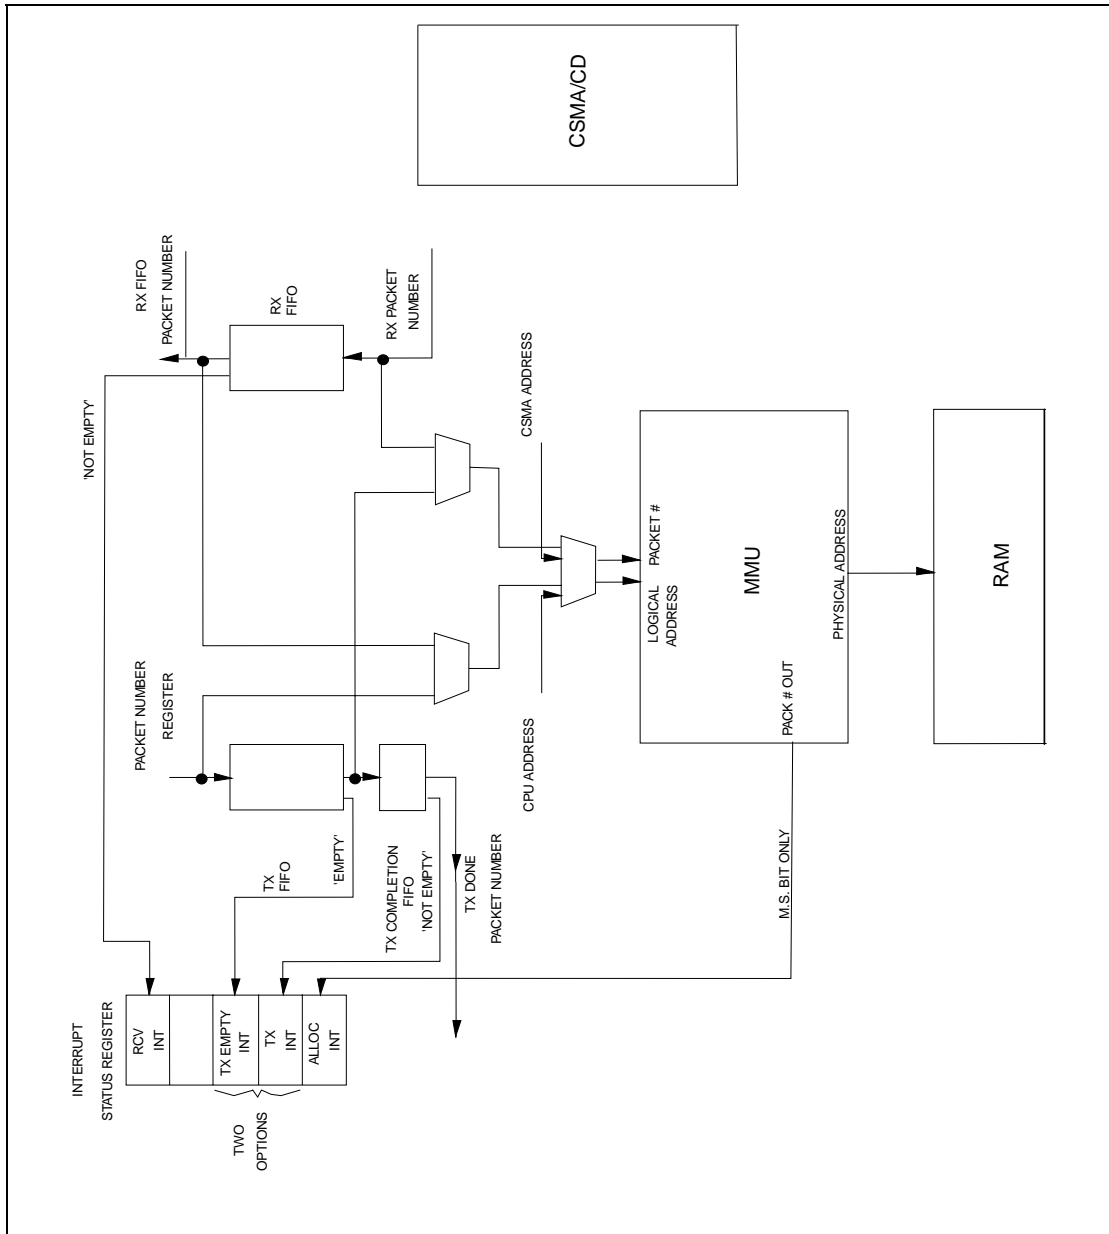 INTERRUPT
STATUS REGISTER
RCV
INT
TX EMPTY
INT
TX
INT
ALLOC
INT
TWO
OPTIONS
'NOT EMPTY'
PACKET NUMBER
REGISTER
TX
FIFO
'EMPTY'
TX COMPLETION
FIFO
'NOT EMPTY'
TX DONE
PACKET NUMBER
RX FIFO
PACKET NUMBER
RX
FIFO
RX PACKET
NUMBER
CSMA ADDRESS
CPU ADDRESS
LOGICAL
ADDRESS
PACKET #
MMU
PACK # OUT
PHYSICAL ADDRESS
M.S. BIT ONLY
RAM
CSMA/CD